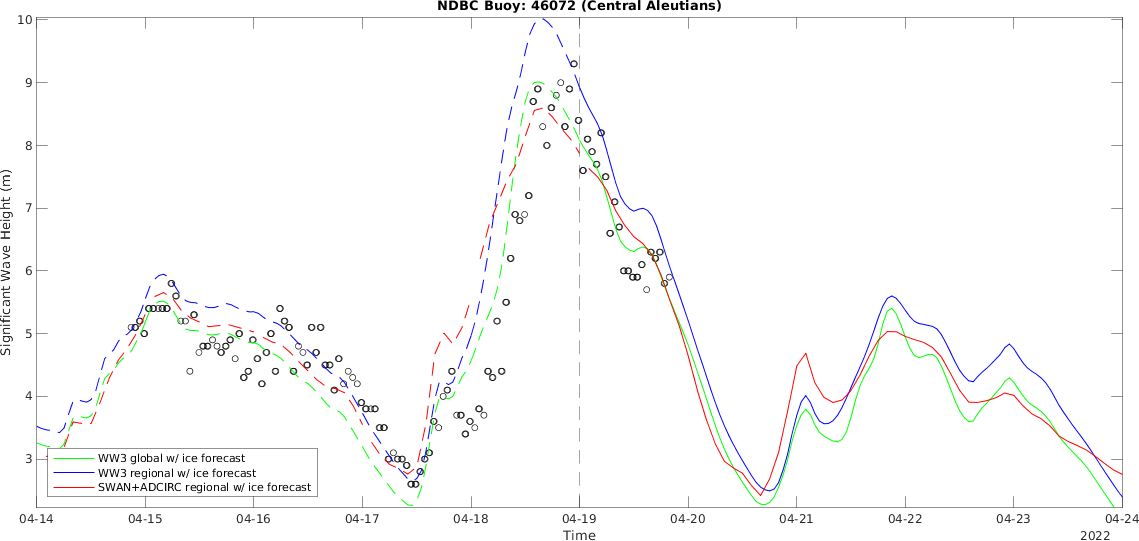 NDBC Buoy: 46072 (Central Aleutians)
10
9
8
7
6
5
4
3
Significant Wave Height (m)
WW3 global w/ ice forecast
WW3 regional w/ ice forecast
SWAN+ADCIRC regional w/ ice forecast
04-14 04-15 04-16 04-17 04-18 04-19 04-20 04-21 04-22 04-23 04-24
Time
2022